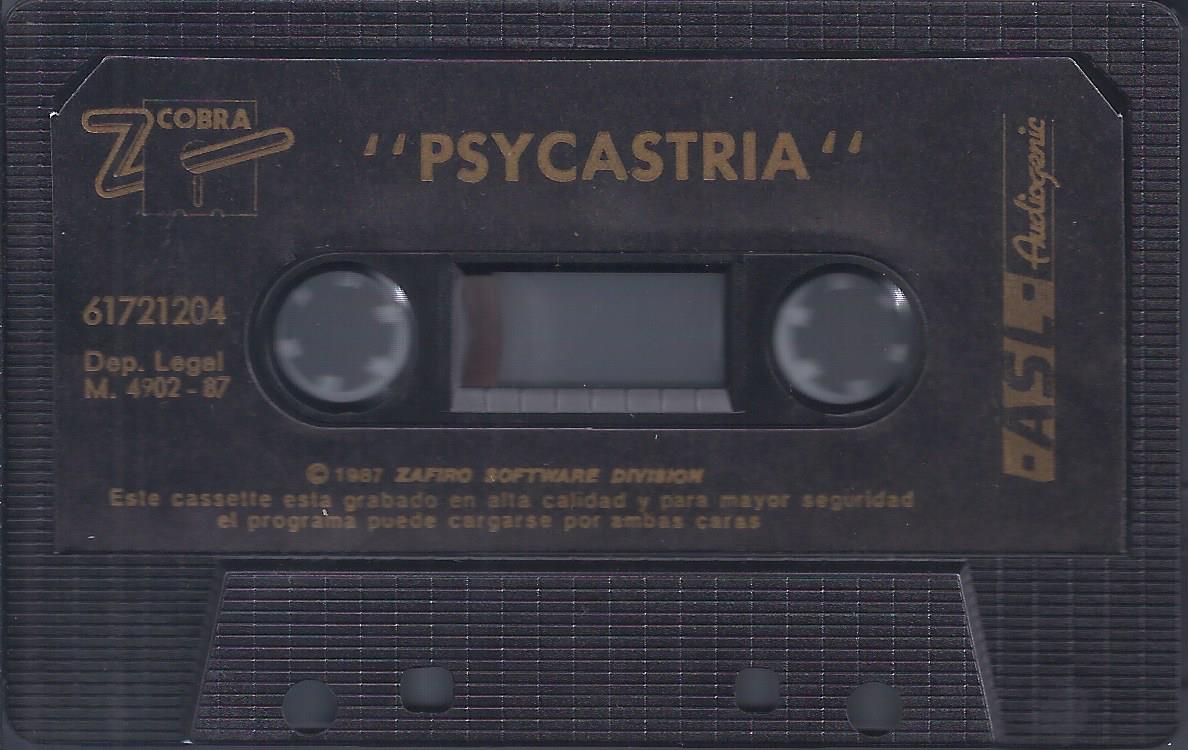 Z COBRA
‘‘PSYCASTRIA‘‘
61721204
Dep. Legal
M. 4902 - 87
© 1987 ZAFIRO SOFTWARE DIVISION
Este cassette esta grabado en alta calidad y para mayor seguridad
el programa puede cargarse por ambas caras
ASL Audiogenic